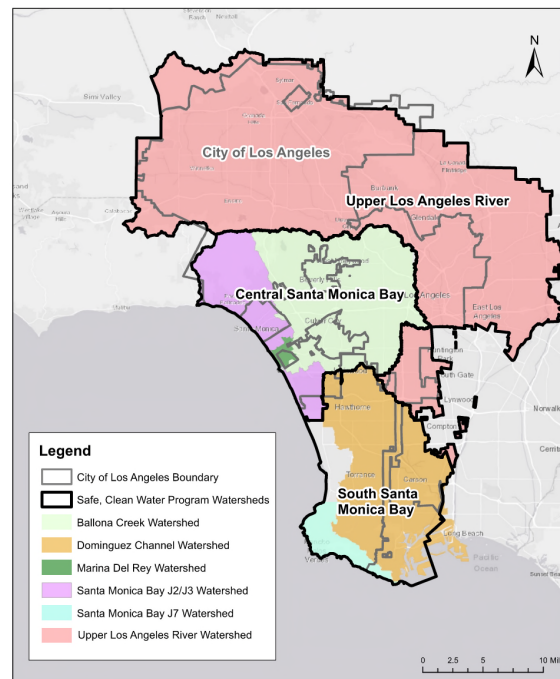 N
Simi Valley
City of Los Angeles
Burbank
Upper Los Angeles River
Glendale
Beverly Hills
Central Santa Monica Bay
Los Angeles
East Los
Angeles
Culver City
Santa Monica
Huntington
Park
South Gate
Lynwood
Norwalk
Compton
Hawthorne
Torrance
Carson
South Santa
Monica Bay
Long Beach
Pacific
Ocean
Legend
City of Los Angeles Boundary
Safe, Clean Water Program Watersheds
Ballona Creek Watershed
Dominguez Channel Watershed
Marina Del Rey Watershed
Santa Monica Bay J2/J3 Watershed
Santa Monica Bay J7 Watershed
Upper Los Angeles River Watershed
0 2.5 5 10 Mil